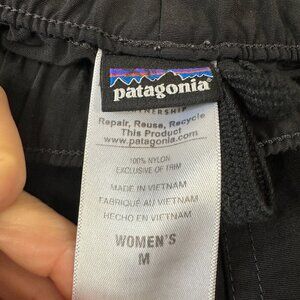 patagonia
PARTNERSHIP
Repair, Reuse, Recycle
This Product
www.patagonia.com
100% NYLON
EXCLUSIVE OF TRIM
MADE IN VIETNAM
FABRIQUÉ AU VIETNAM
HECHO EN VIETNAM
WOMEN'S
M